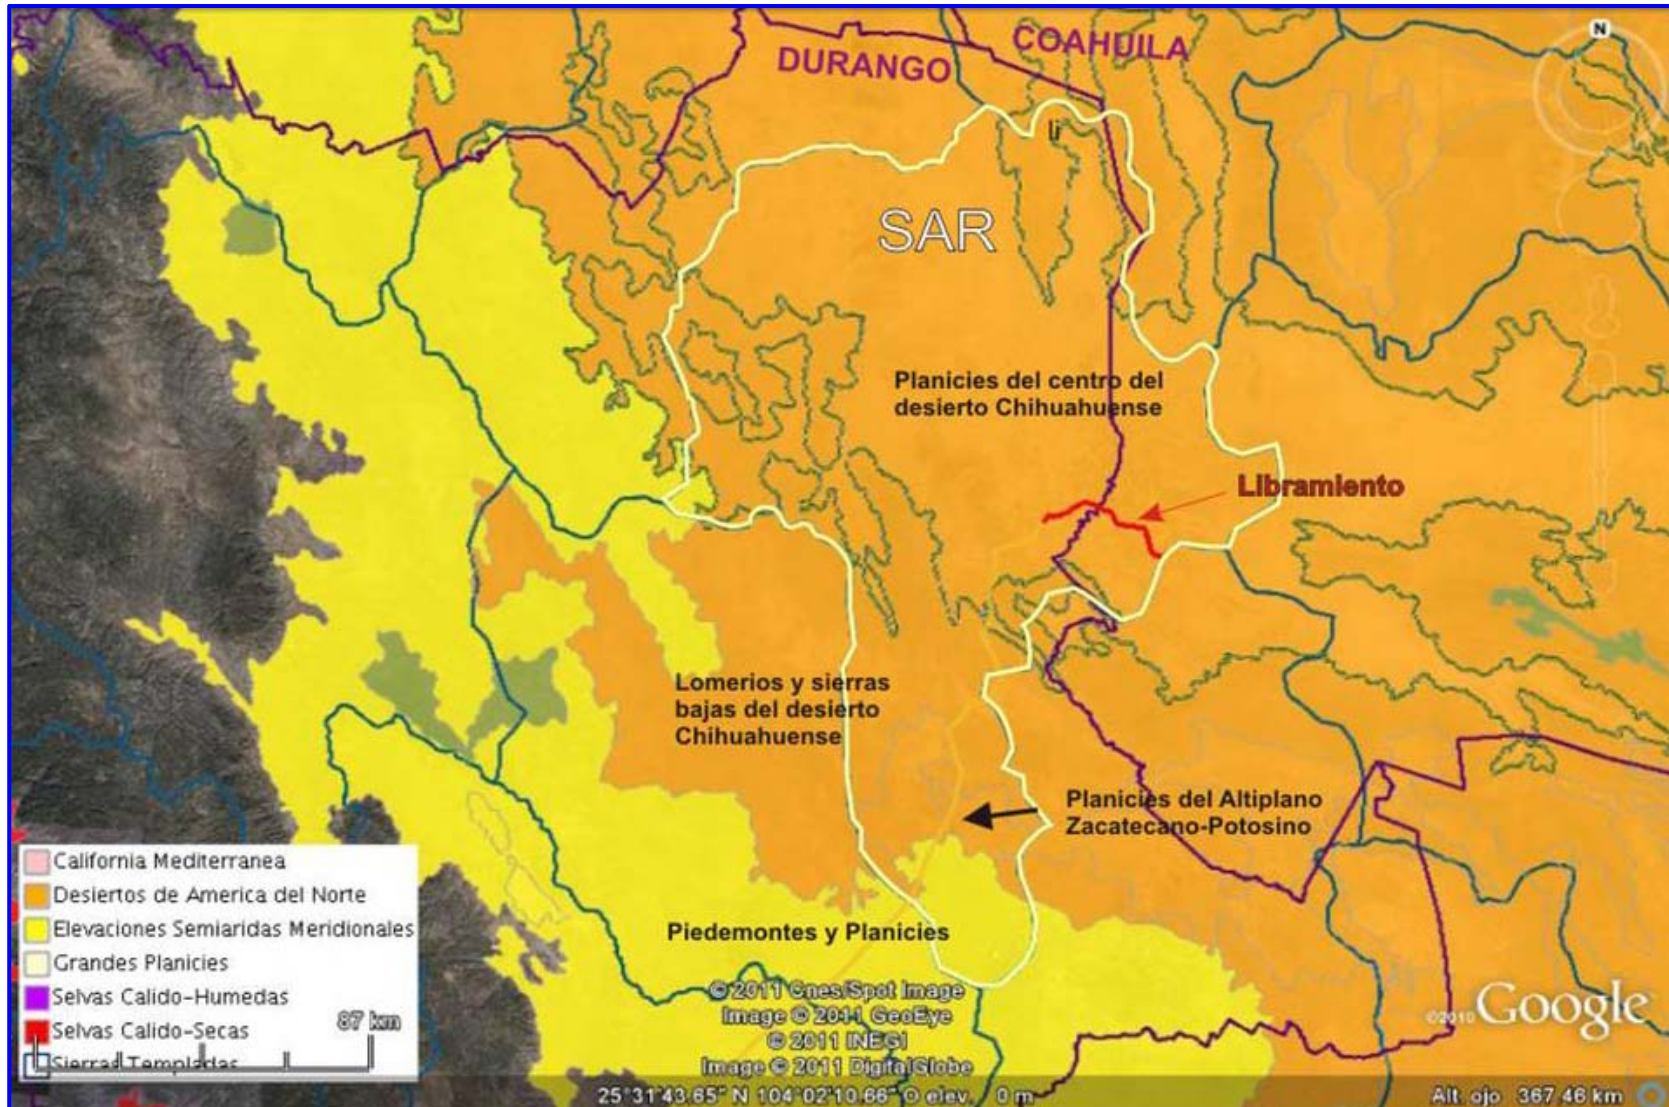 N
DURANGO
COAHUILA
SAR
Planicies del centro del
desierto Chihuahuense
Libramiento
Lomerios y sierras
bajas del desierto
Chihuahuense
Planicies del Altiplano
Zacatecano-Potosino
Piedemontes y Planicies
California Mediterranea
Desiertos de America del Norte
Elevaciones Semiaridas Meridionales
Grandes Planicies
Selvas Calido-Humedas
Selvas Calido-Secas
Sierras Templadas
87 km
© 2011 Cnes/Spot Image
Image © 2011 GeoEye
© 2011 INEGI
Image © 2011 DigitalGlobe
©2010 Google
25°31'43.65" N 104°02'10.66" O elev. 0 m
Alt. ojo 367.46 km